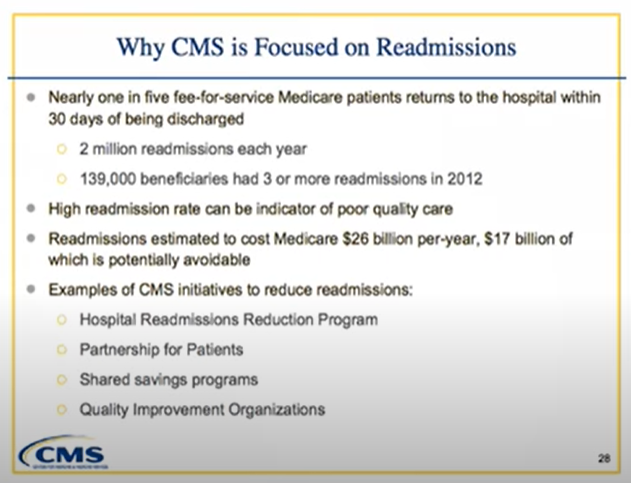 Why CMS is Focused on Readmissions
Nearly one in five fee-for-service Medicare patients returns to the hospital within
30 days of being discharged
2 million readmissions each year
139,000 beneficiaries had 3 or more readmissions in 2012
High readmission rate can be indicator of poor quality care
Readmissions estimated to cost Medicare $26 billion per-year, $17 billion of
which is potentially avoidable
Examples of CMS initiatives to reduce readmissions:
Hospital Readmissions Reduction Program
Partnership for Patients
Shared savings programs
Quality Improvement Organizations
CMS
28